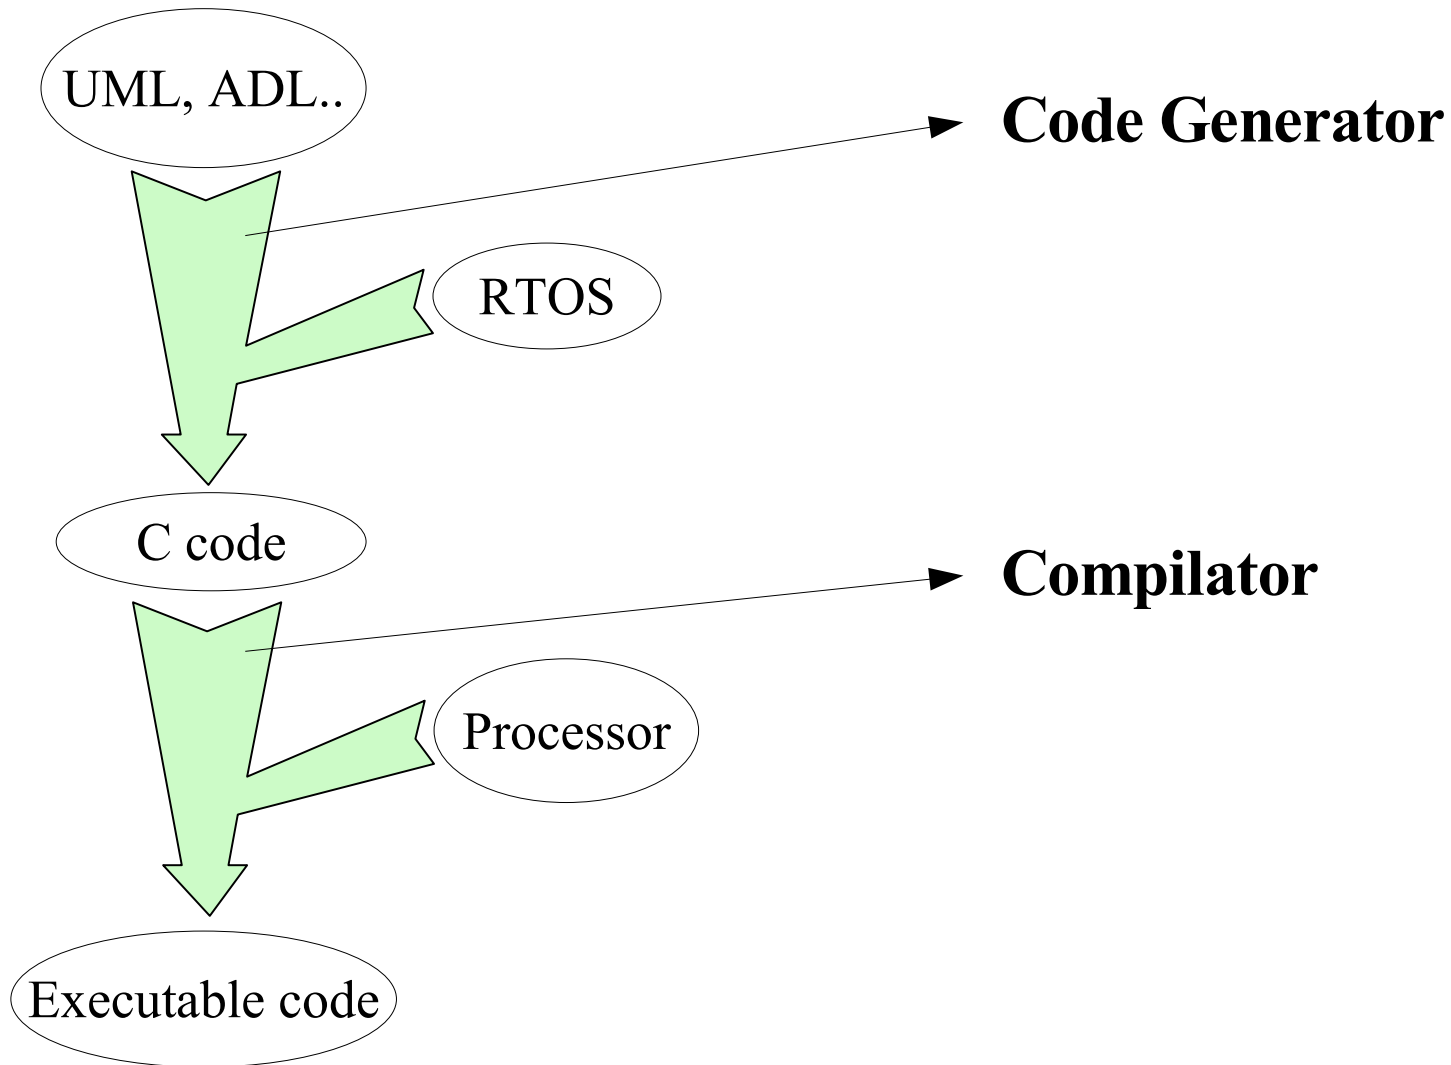 UML, ADL..
Code Generator
RTOS
C code
Compilator
Processor
Executable code